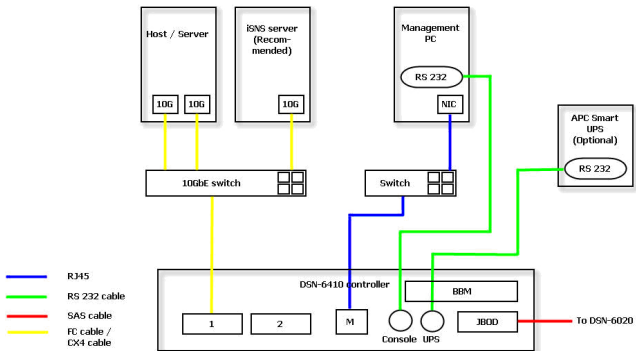 Host / Server
10G
10G
iSNS server
(Recom-
mended)
10G
Management
PC
RS 232
NIC
APC Smart
UPS
(Optional)
RS 232
10GbE switch
Switch
RJ45
RS 232 cable
SAS cable
FC cable /
CX4 cable
DSN-6410 controller
BBM
1
2
M
Console
UPS
JBOD
To DSN-6020